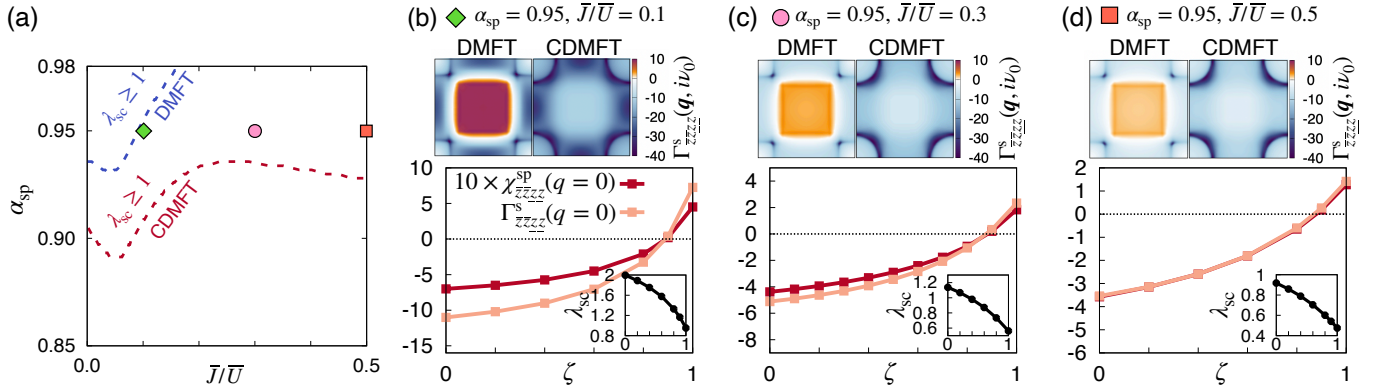 (a)
0.98
0.95
0.90
0.85
α_sp
0.0
J̅/U̅
0.5
λ_sc ≥ 1
DMFT
λ_sc ≥ 1
CDMFT
(b)
α_sp = 0.95, J̅/U̅ = 0.1
DMFT CDMFT
10
0
−10
−20
−30
−40
Γ^s_{z̅z̅z̲z̲}(q, iν_0)
10
5
0
-5
-10
-15
10 × χ^sp_{z̅z̅z̲z̲}(q = 0)
Γ^s_{z̅z̅z̲z̲}(q = 0)
2
1.6
1.2
0.8
λ_sc
0 1
0 ζ 1
(c)
α_sp = 0.95, J̅/U̅ = 0.3
DMFT CDMFT
10
0
−10
−20
−30
−40
Γ^s_{z̅z̅z̲z̲}(q, iν_0)
4
2
0
-2
-4
-6
-8
1.2
1
0.8
0.6
λ_sc
0 1
0 ζ 1
(d)
α_sp = 0.95, J̅/U̅ = 0.5
DMFT CDMFT
10
0
−10
−20
−30
−40
Γ^s_{z̅z̅z̲z̲}(q, iν_0)
2
1
0
-1
-2
-3
-4
-5
-6
1
0.8
0.6
0.4
λ_sc
0 1
0 ζ 1